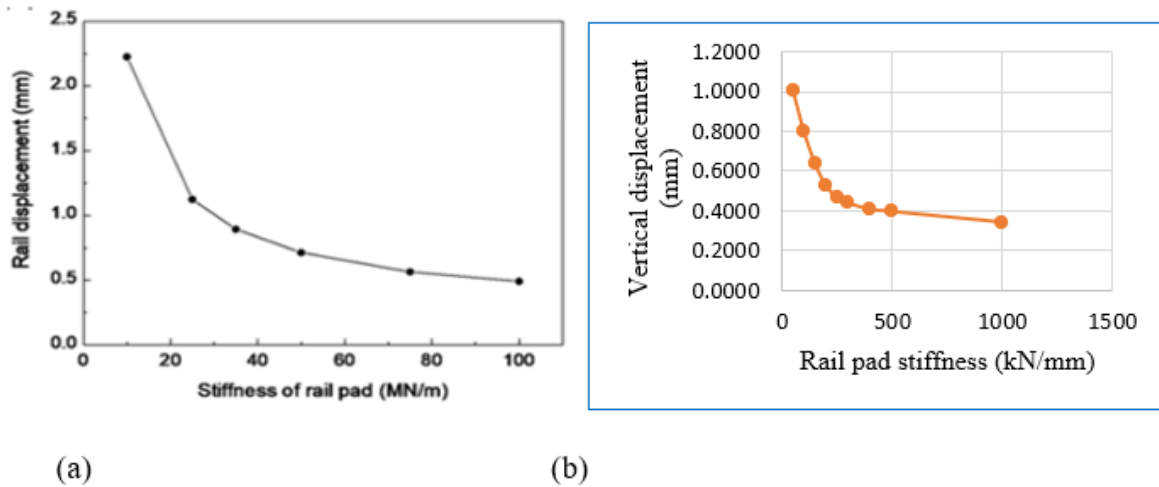 2.5
2.0
1.5
1.0
0.5
0.0
Rail displacement (mm)
0 20 40 60 80 100
Stiffness of rail pad (MN/m)
(a)
1.2000
1.0000
0.8000
0.6000
0.4000
0.2000
0.0000
Vertical displacement
(mm)
0 500 1000 1500
Rail pad stiffness (kN/mm)
(b)